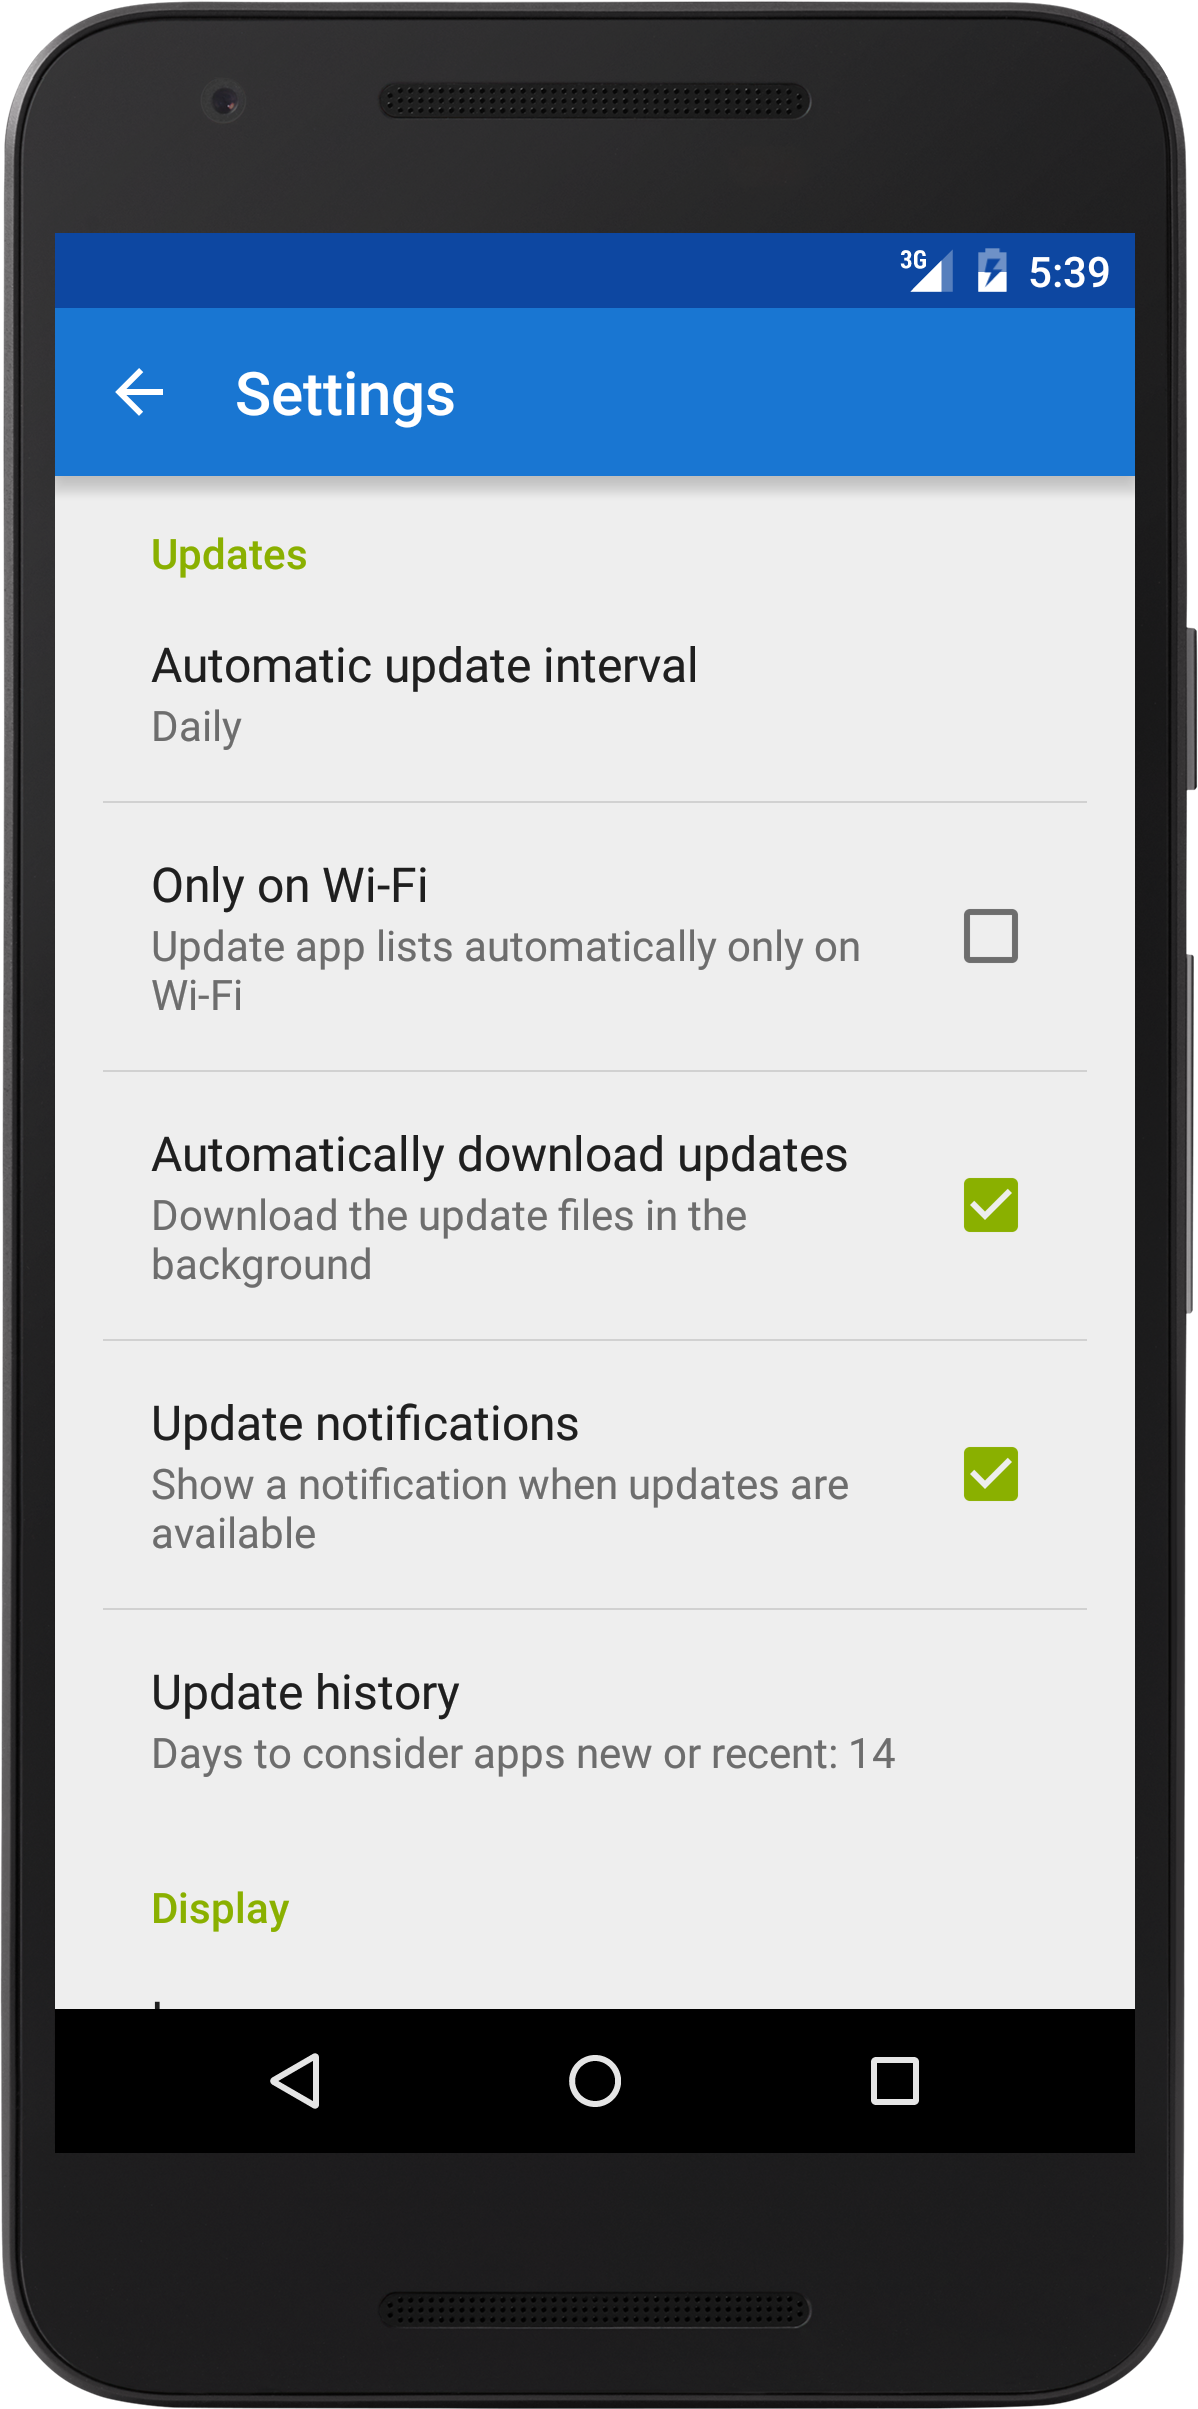 3G 5:39
Settings
Updates
Automatic update interval
Daily
Only on Wi-Fi
Update app lists automatically only on
Wi-Fi
Automatically download updates
Download the update files in the
background
Update notifications
Show a notification when updates are
available
Update history
Days to consider apps new or recent: 14
Display